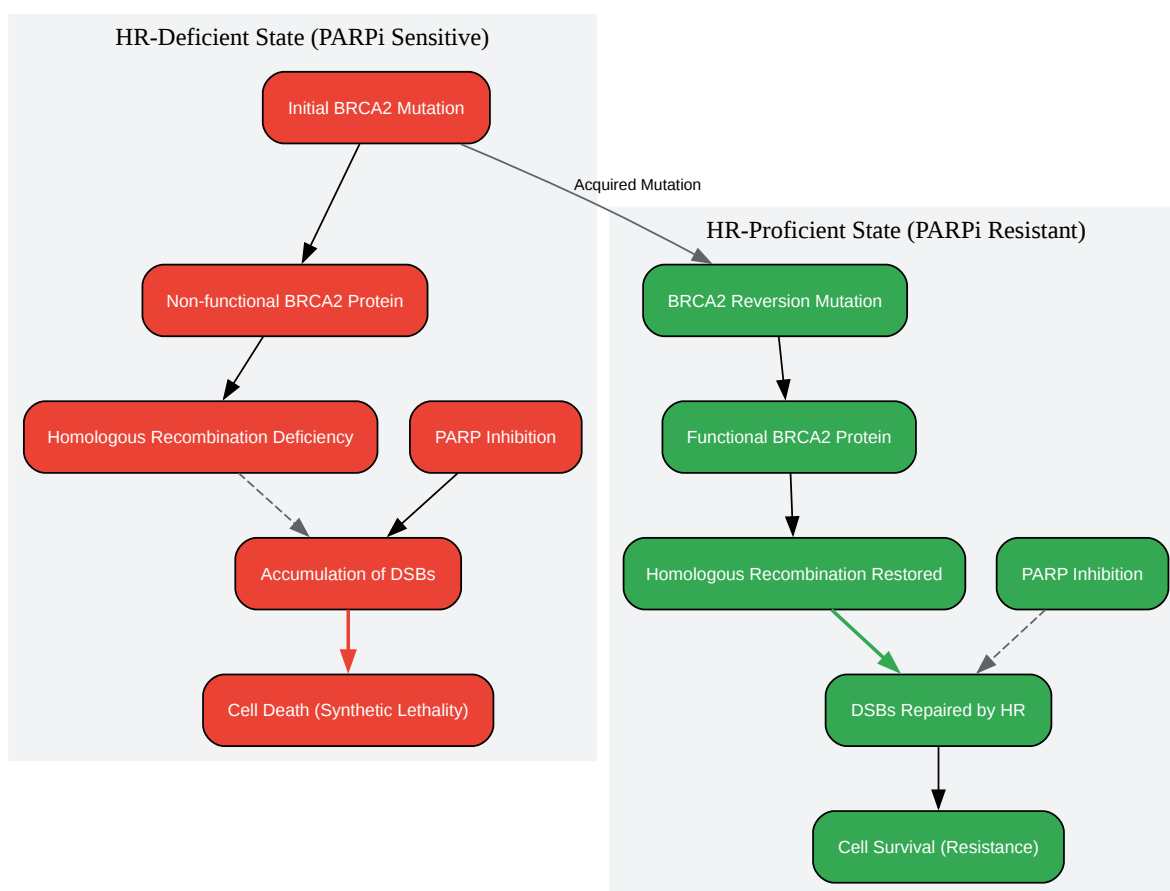 HR-Deficient State (PARPi Sensitive)
Initial BRCA2 Mutation
Acquired Mutation
HR-Proficient State (PARPi Resistant)
Non-functional BRCA2 Protein
BRCA2 Reversion Mutation
Homologous Recombination Deficiency
PARP Inhibition
Functional BRCA2 Protein
Accumulation of DSBs
Homologous Recombination Restored
PARP Inhibition
Cell Death (Synthetic Lethality)
DSBs Repaired by HR
Cell Survival (Resistance)